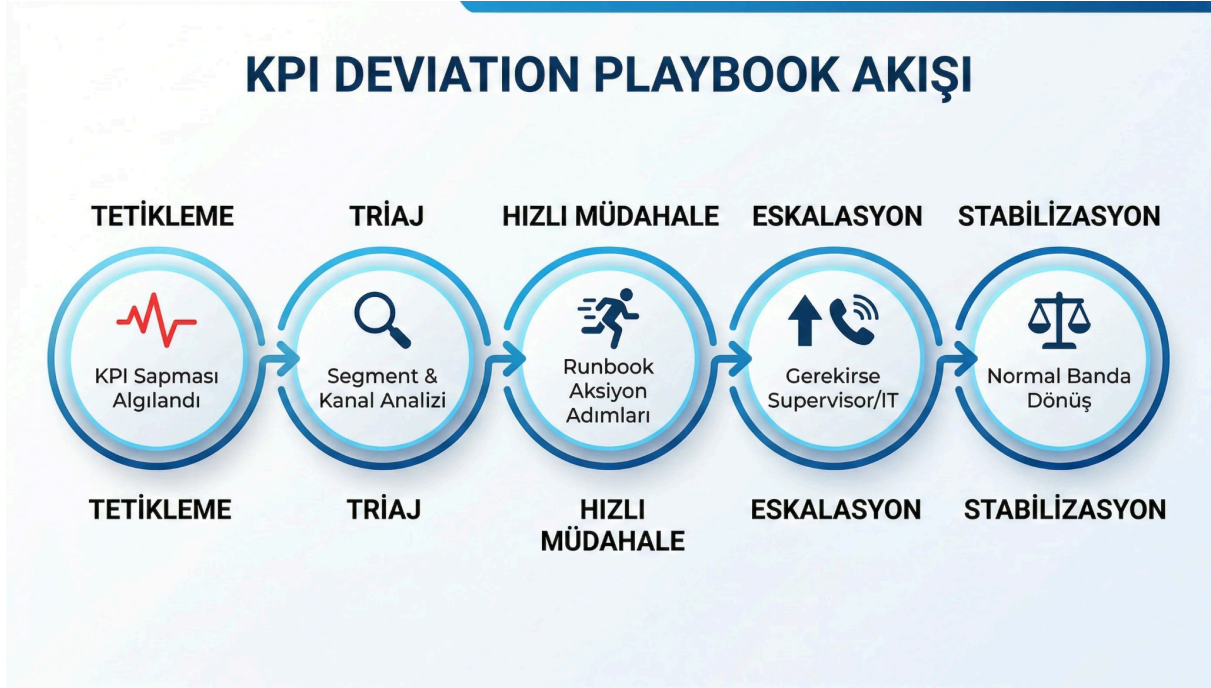 KPI DEVIATION PLAYBOOK AKIŞI
TETİKLEME
TRİAJ
HIZLI MÜDAHALE
ESKALASYON
STABİLİZASYON
KPI Sapması
Algılandı
Segment &
Kanal Analizi
Runbook
Aksiyon
Adımları
Gerekirse
Supervisor/IT
Normal Banda
Dönüş
TETİKLEME
TRİAJ
HIZLI
MÜDAHALE
ESKALASYON
STABİLİZASYON